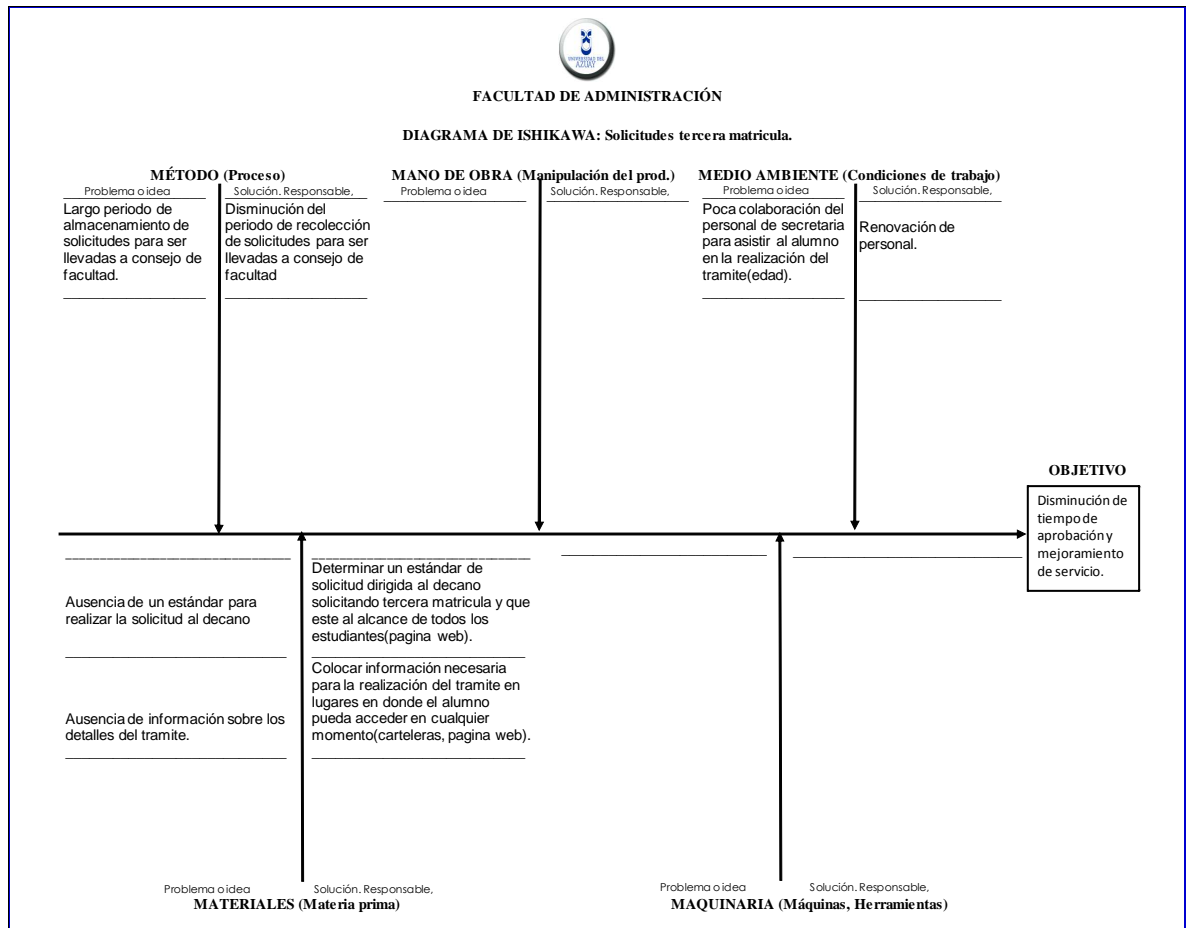 UNIVERSIDAD DEL
AZUAY
FACULTAD DE ADMINISTRACIÓN
DIAGRAMA DE ISHIKAWA: Solicitudes tercera matricula.
MÉTODO (Proceso)
Problema o idea
Solución. Responsable,
Largo periodo de
almacenamiento de
solicitudes para ser
llevadas a consejo de
facultad.
Disminución del
periodo de recolección
de solicitudes para ser
llevadas a consejo de
facultad
MANO DE OBRA (Manipulación del prod.)
Problema o idea
Solución. Responsable,
MEDIO AMBIENTE (Condiciones de trabajo)
Problema o idea
Solución. Responsable,
Poca colaboración del
personal de secretaria
para asistir al alumno
en la realización del
tramite(edad).
Renovación de
personal.
OBJETIVO
Disminución de
tiempo de
aprobación y
mejoramiento
de servicio.
Ausencia de un estándar para
realizar la solicitud al decano
Determinar un estándar de
solicitud dirigida al decano
solicitando tercera matricula y que
este al alcance de todos los
estudiantes(pagina web).
Ausencia de información sobre los
detalles del tramite.
Colocar información necesaria
para la realización del tramite en
lugares en donde el alumno
pueda acceder en cualquier
momento(carteleras, pagina web).
Problema o idea
Solución. Responsable,
MATERIALES (Materia prima)
Problema o idea
Solución. Responsable,
MAQUINARIA (Máquinas, Herramientas)